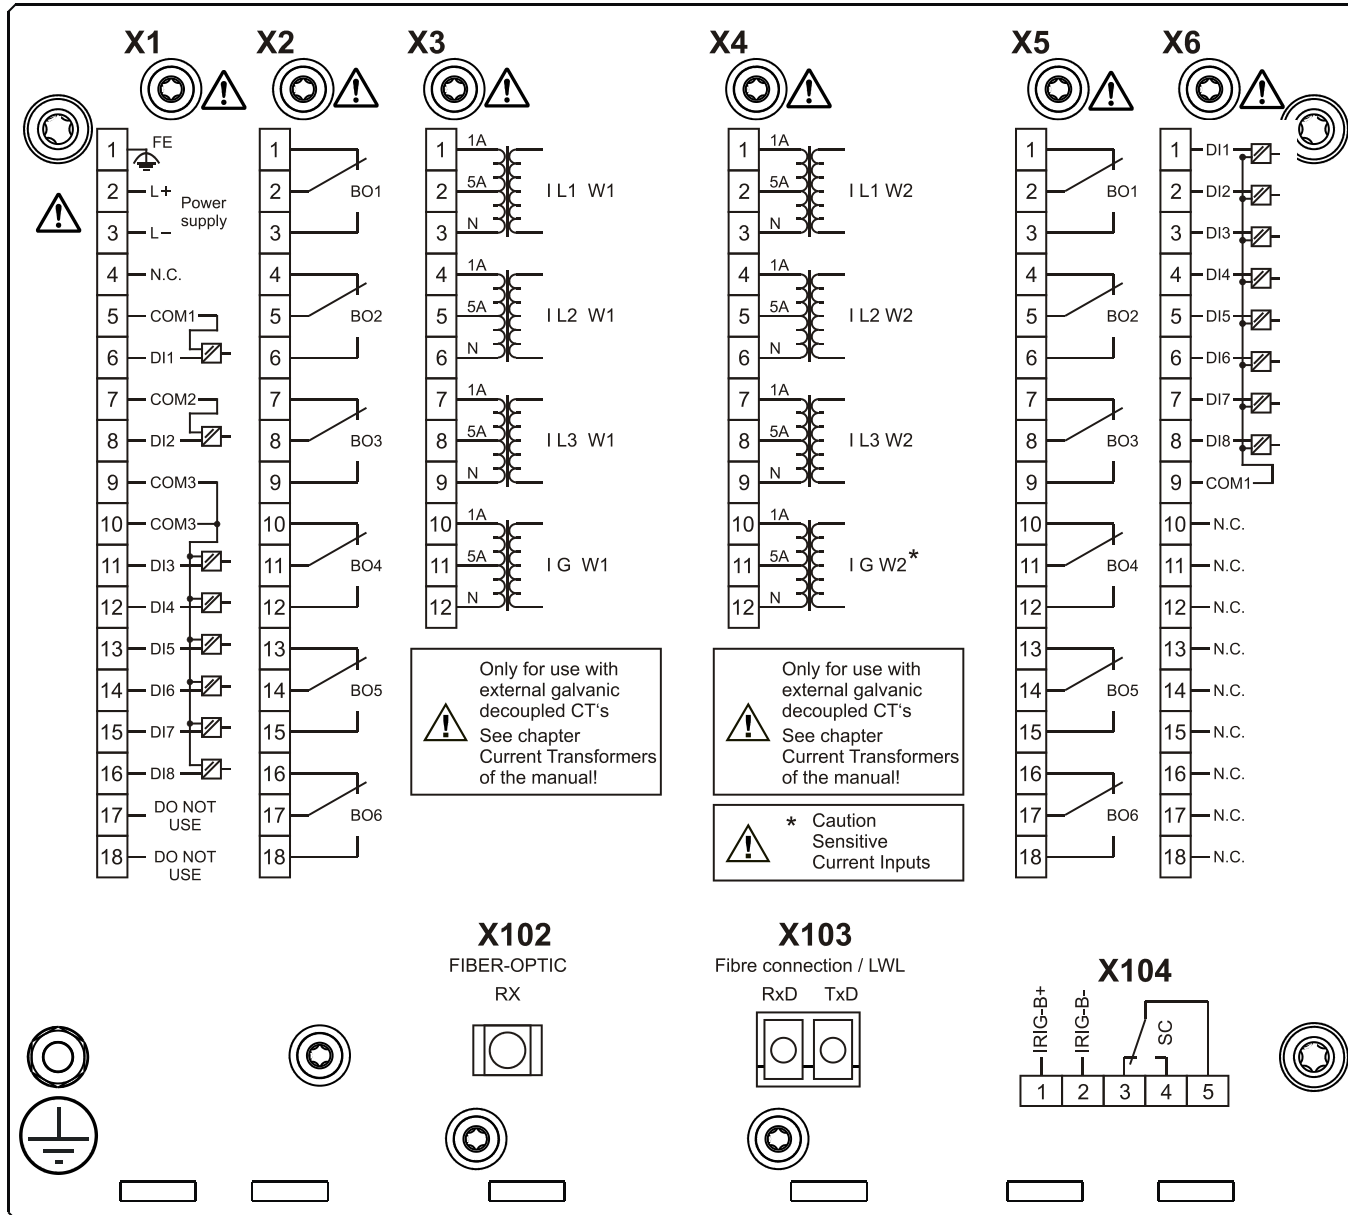 X1 X2 X3 X4 X5 X6
1 FE
2 L+
Power
supply
3 L–
4 N.C.
5 COM1
6 DI1
7 COM2
8 DI2
9 COM3
10 COM3
11 DI3
12 DI4
13 DI5
14 DI6
15 DI7
16 DI8
17 DO NOT
USE
18 DO NOT
USE
1
2 BO1
3
4
5 BO2
6
7
8 BO3
9
10
11 BO4
12
13
14 BO5
15
16
17 BO6
18
1 1A
2 5A I L1 W1
3 N
4 1A
5 5A I L2 W1
6 N
7 1A
8 5A I L3 W1
9 N
10 1A
11 5A I G W1
12 N
Only for use with
external galvanic
decoupled CT‘s
See chapter
Current Transformers
of the manual!
1 1A
2 5A I L1 W2
3 N
4 1A
5 5A I L2 W2
6 N
7 1A
8 5A I L3 W2
9 N
10 1A
11 5A I G W2*
12 N
Only for use with
external galvanic
decoupled CT‘s
See chapter
Current Transformers
of the manual!
* Caution
Sensitive
Current Inputs
1
2 BO1
3
4
5 BO2
6
7
8 BO3
9
10
11 BO4
12
13
14 BO5
15
16
17 BO6
18
1 DI1
2 DI2
3 DI3
4 DI4
5 DI5
6 DI6
7 DI7
8 DI8
9 COM1
10 N.C.
11 N.C.
12 N.C.
13 N.C.
14 N.C.
15 N.C.
16 N.C.
17 N.C.
18 N.C.
X102
FIBER-OPTIC
RX
X103
Fibre connection / LWL
RxD TxD
X104
IRIG-B+
IRIG-B-
SC
1 2 3 4 5